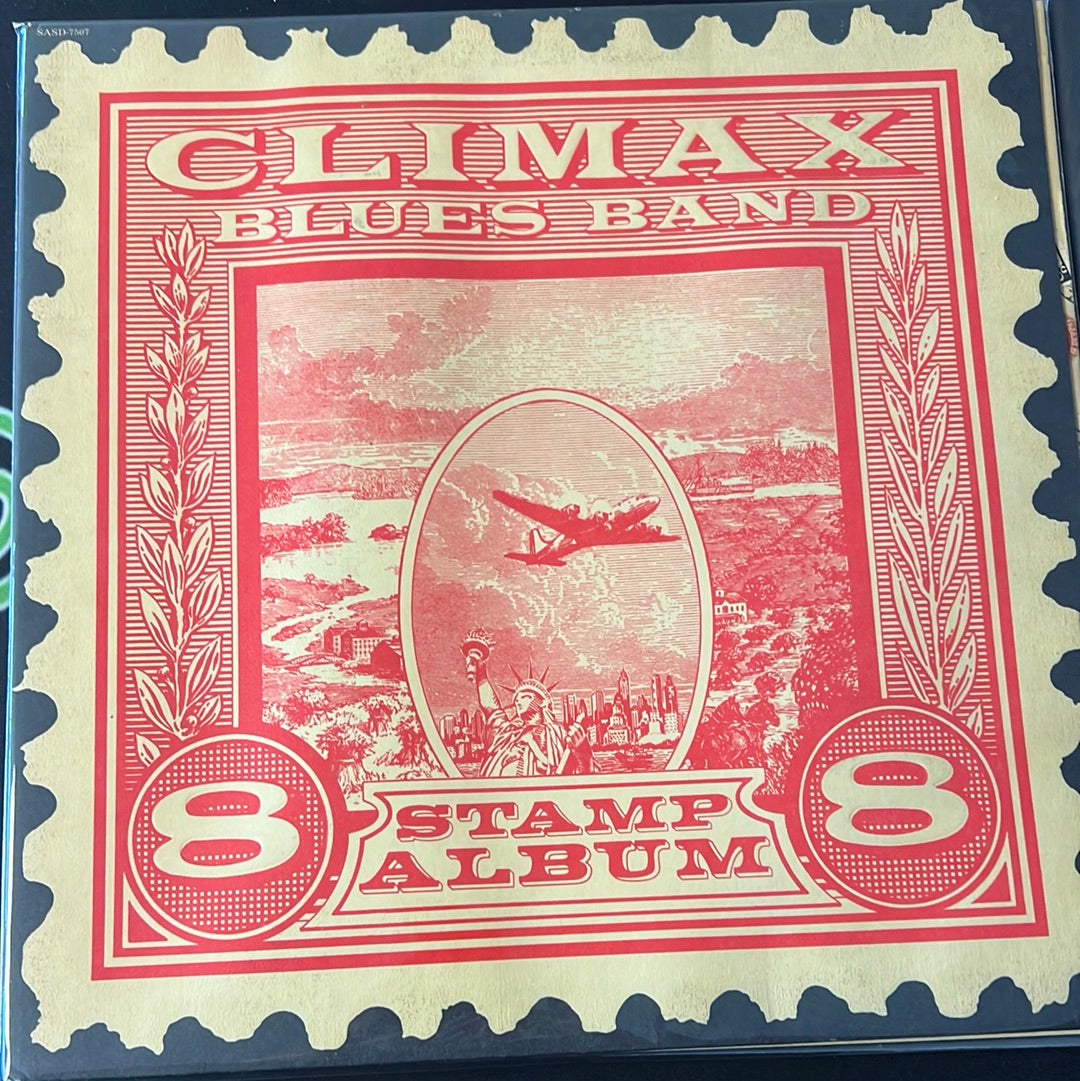 SASD-7507
CLIMAX
BLUES BAND
8 8
STAMP
ALBUM